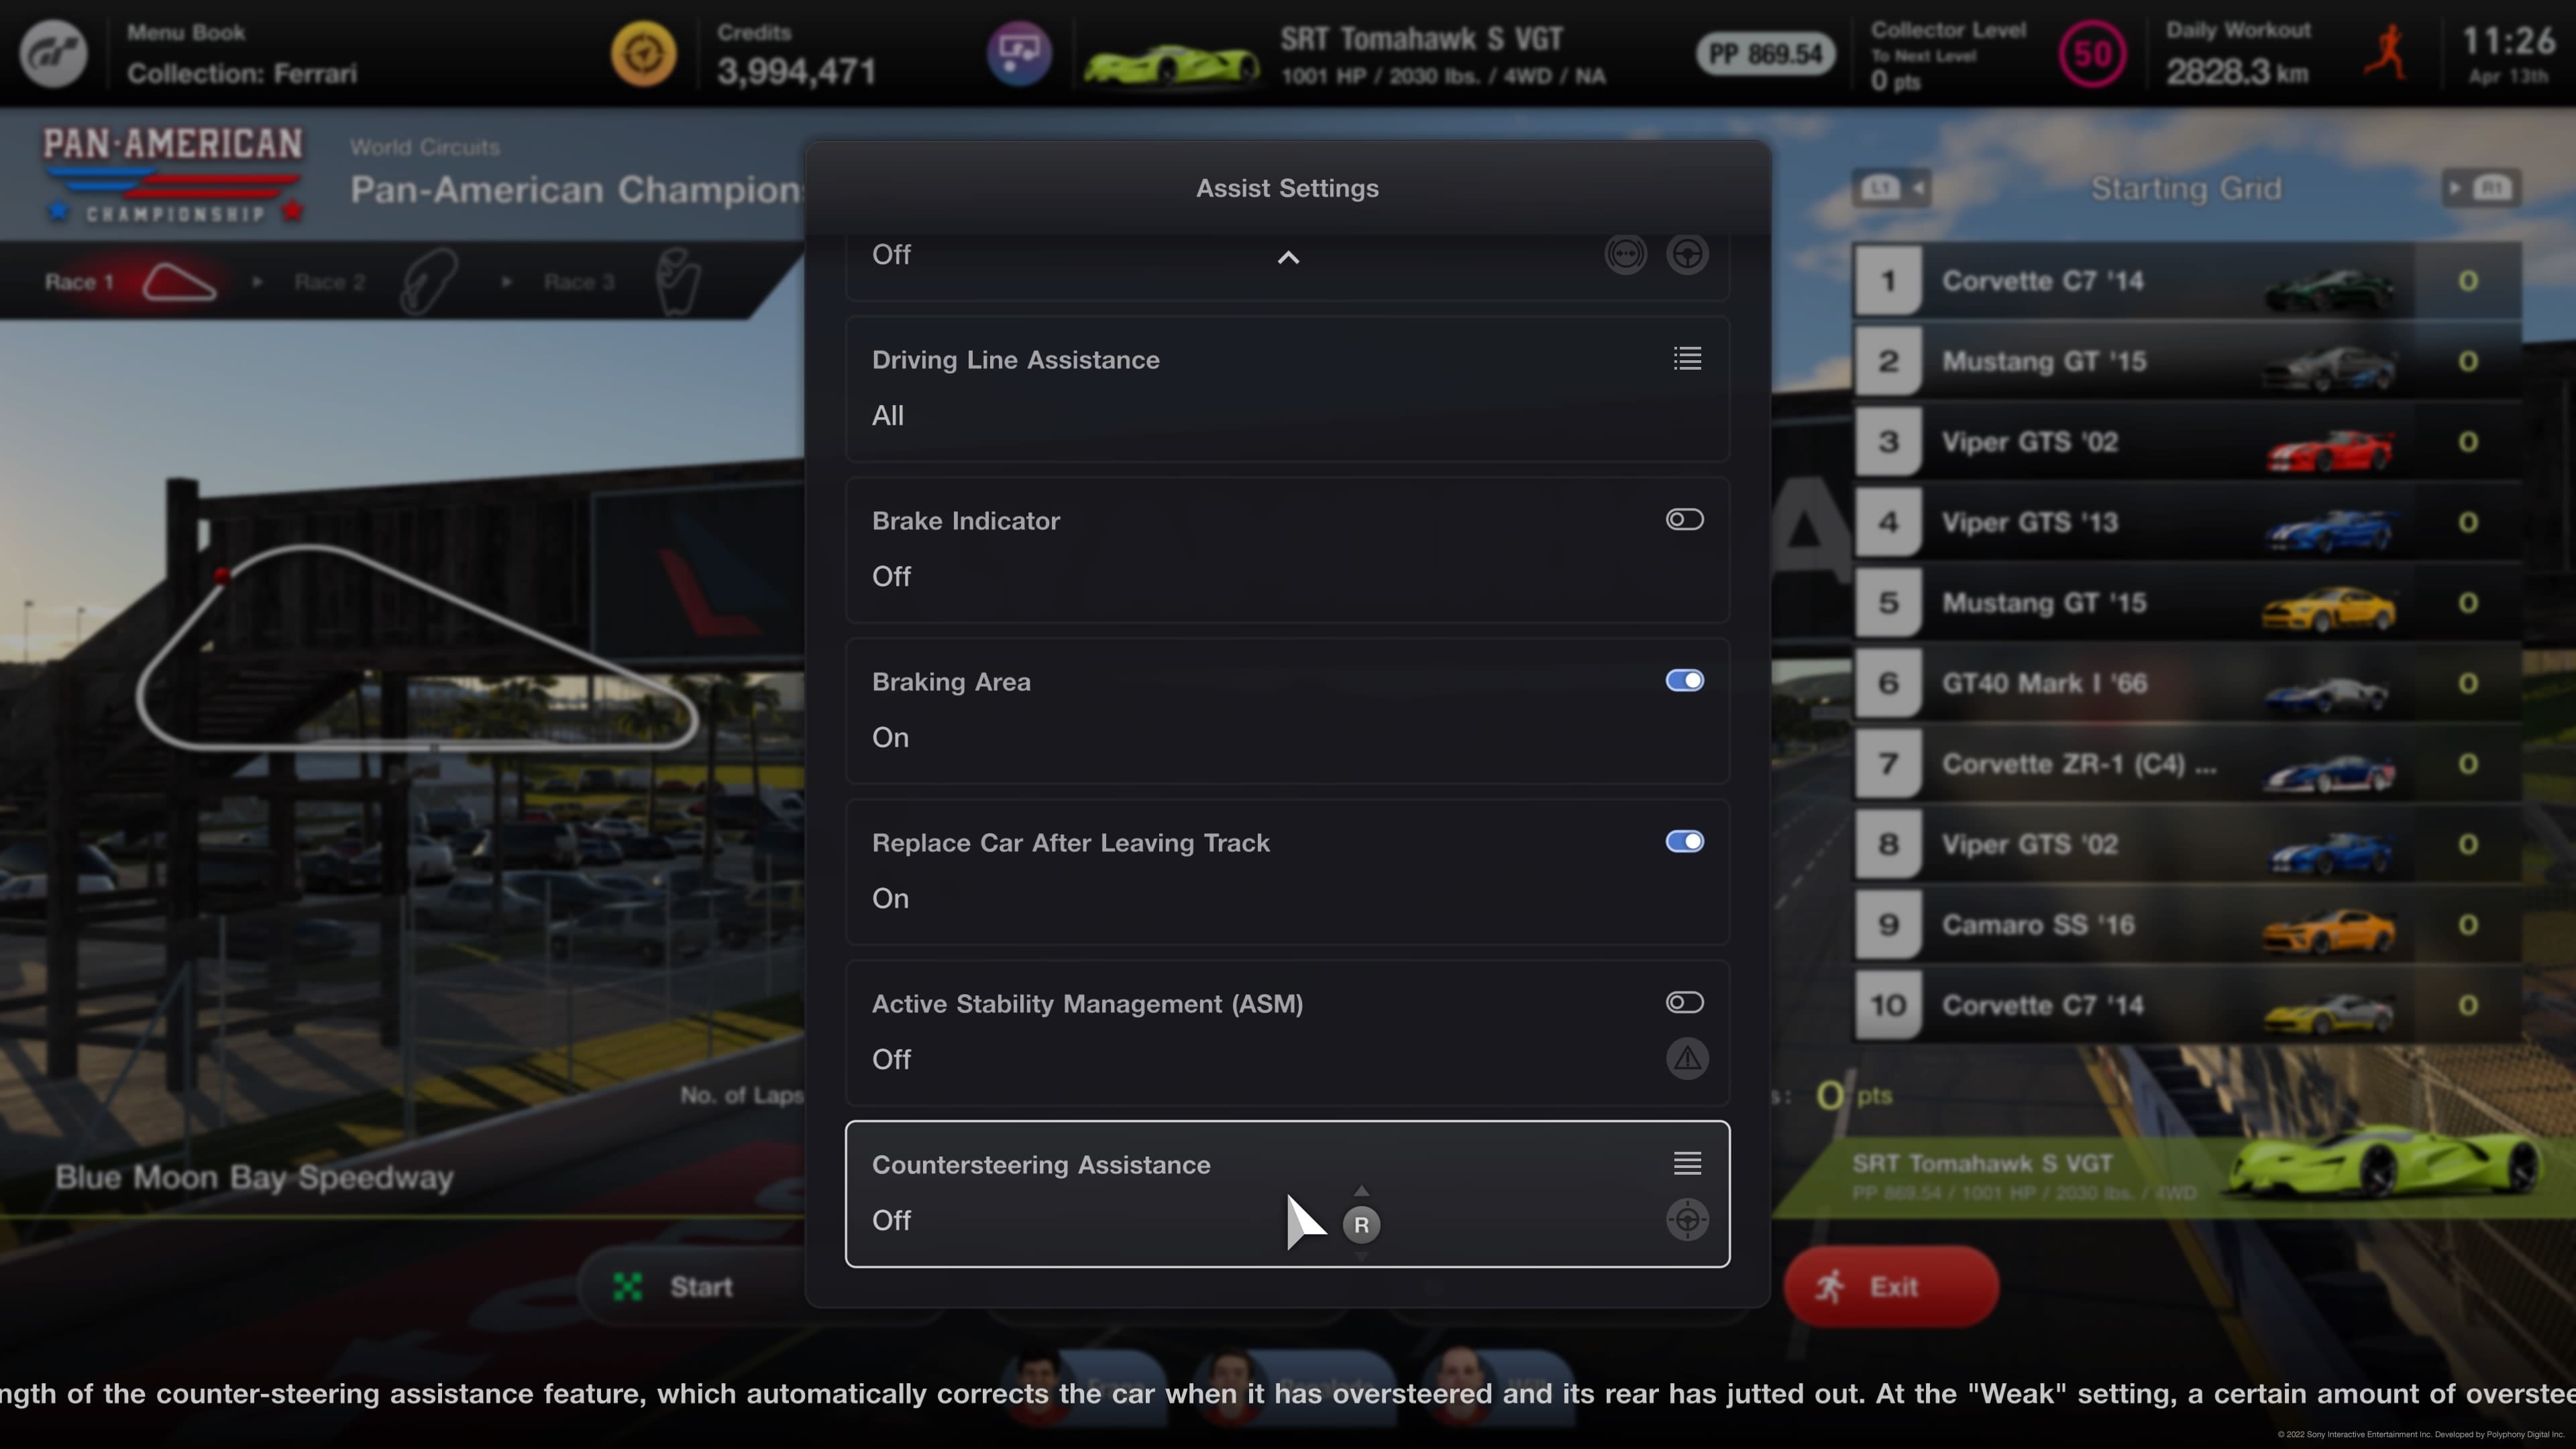 Menu Book
Collection: Ferrari
Credits
3,994,471
SRT Tomahawk S VGT
1001 HP / 2030 lbs. / 4WD / NA
PP 869.54
Collector Level
To Next Level
0 pts
50
Daily Workout
2828.3 km
11:26
Apr 13th
PAN-AMERICAN
CHAMPIONSHIP
World Circuits
Pan-American Champion
Race 1
Race 2
Race 3
Assist Settings
Off
Driving Line Assistance
All
Brake Indicator
Off
Braking Area
On
Replace Car After Leaving Track
On
Active Stability Management (ASM)
Off
Countersteering Assistance
Off
R
L1
Starting Grid
R1
1 Corvette C7 '14 0
2 Mustang GT '15 0
3 Viper GTS '02 0
4 Viper GTS '13 0
5 Mustang GT '15 0
6 GT40 Mark I '66 0
7 Corvette ZR-1 (C4) ... 0
8 Viper GTS '02 0
9 Camaro SS '16 0
10 Corvette C7 '14 0
No. of Laps
s: 0 pts
Blue Moon Bay Speedway
SRT Tomahawk S VGT
PP 869.54 / 1001 HP / 2030 lbs. / 4WD
Start
Exit
ngth of the counter-steering assistance feature, which automatically corrects the car when it has oversteered and its rear has jutted out. At the "Weak" setting, a certain amount of overstee
© 2022 Sony Interactive Entertainment Inc. Developed by Polyphony Digital Inc.